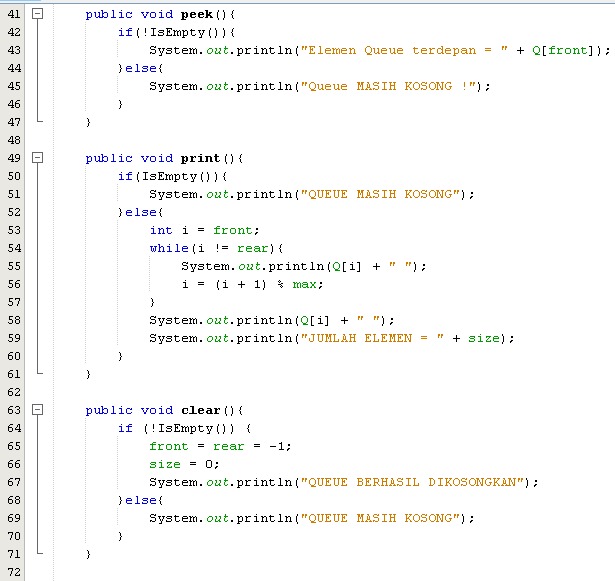 41 public void peek(){
42 if(!IsEmpty()){
43 System.out.println("Elemen Queue terdepan = " + Q[front]);
44 }else{
45 System.out.println("Queue MASIH KOSONG !");
46 }
47 }
48
49 public void print(){
50 if(IsEmpty()){
51 System.out.println("QUEUE MASIH KOSONG");
52 }else{
53 int i = front;
54 while(i != rear){
55 System.out.println(Q[i] + " ");
56 i = (i + 1) % max;
57 }
58 System.out.println(Q[i] + " ");
59 System.out.println("JUMLAH ELEMEN = " + size);
60 }
61 }
62
63 public void clear(){
64 if (!IsEmpty()) {
65 front = rear = -1;
66 size = 0;
67 System.out.println("QUEUE BERHASIL DIKOSONGKAN");
68 }else{
69 System.out.println("QUEUE MASIH KOSONG");
70 }
71 }
72